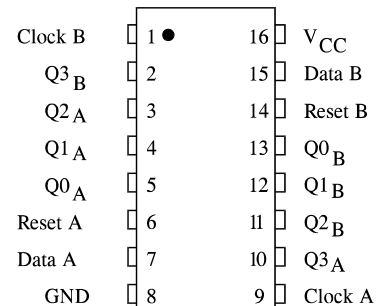 Clock B 1 16 VCC
Q3B 2 15 Data B
Q2A 3 14 Reset B
Q1A 4 13 Q0B
Q0A 5 12 Q1B
Reset A 6 11 Q2B
Data A 7 10 Q3A
GND 8 9 Clock A